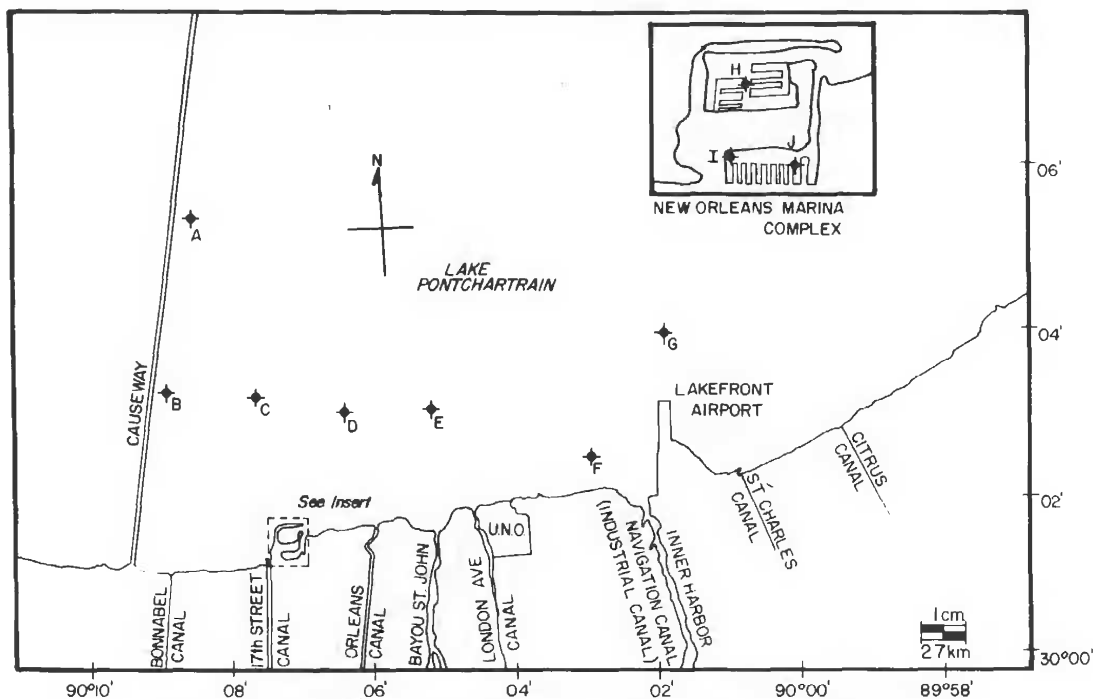 H
I
J
NEW ORLEANS MARINA
COMPLEX
N
A
LAKE
PONTCHARTRAIN
06'
CAUSEWAY
B
C
D
E
F
G
LAKEFRONT
AIRPORT
04'
See Insert
U.N.O
02'
BONNABEL
CANAL
17th STREET
CANAL
ORLEANS
CANAL
BAYOU ST. JOHN
LONDON AVE
CANAL
(INDUSTRIAL CANAL)
NAVIGATION CANAL
INNER HARBOR
ST. CHARLES
CANAL
CITRUS
CANAL
1cm
2.7km
30°00'
90°10'
08'
06'
04'
02'
90°00'
89°58'